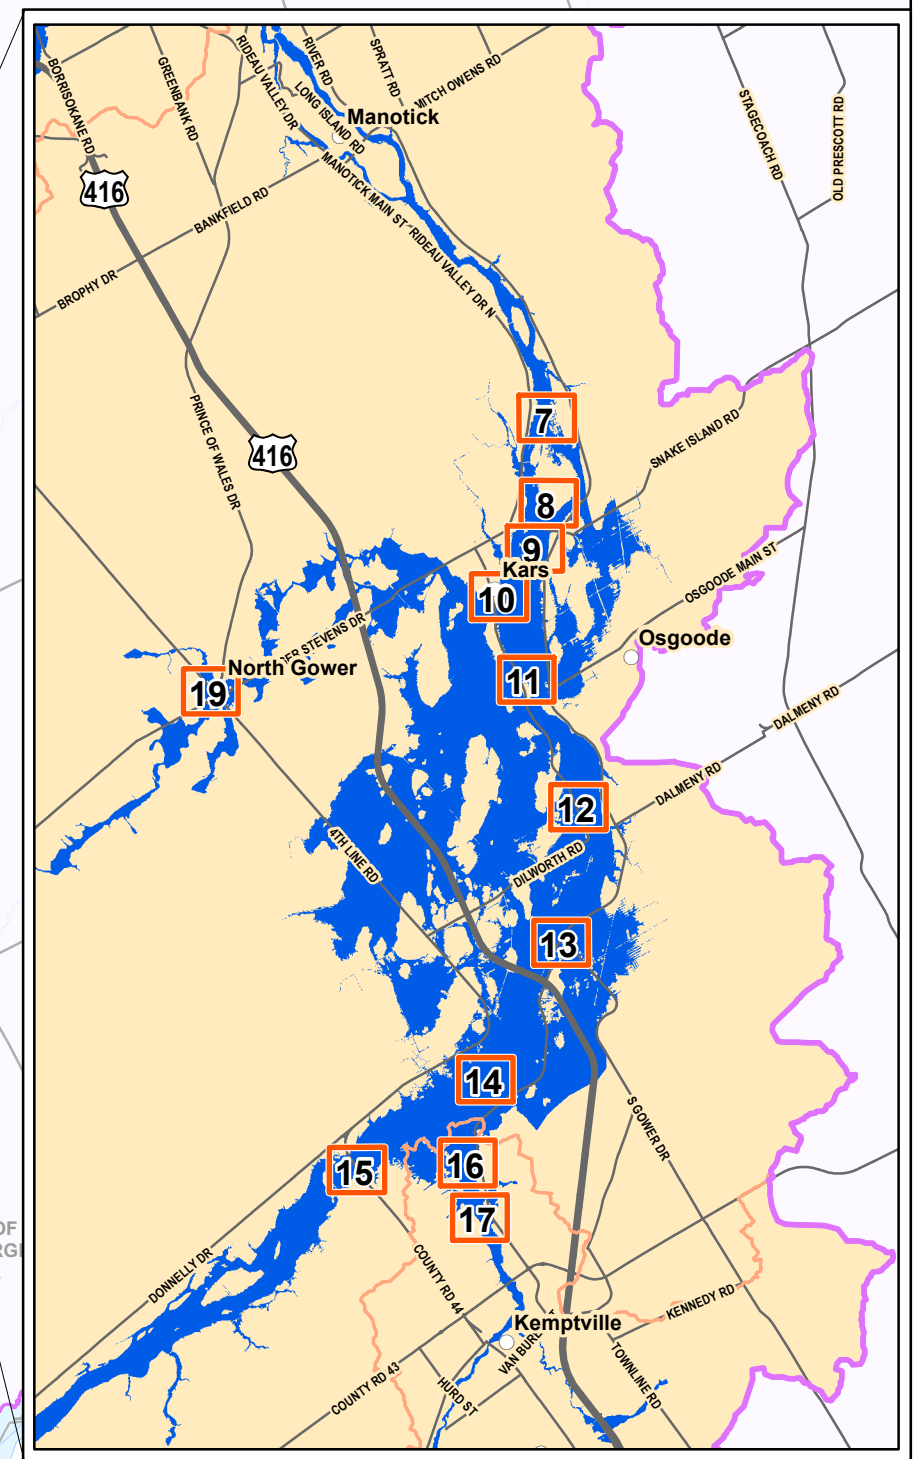 BORRISOKANE RD
GREENBANK RD
RIDEAU VALLEY DR
RIVER RD
SPRATT RD
MITCH OWENS RD
LONG ISLAND RD
Manotick
STAGECOACH RD
OLD PRESCOTT RD
416
BANKFIELD RD
MANOTICK MAIN ST
RIDEAU VALLEY DR N
BROPHY DR
PRINCE OF WALES DR
7
SNAKE ISLAND RD
416
8
9
Kars
OSGOODE MAIN ST
10
STEVENS DR
Osgoode
North Gower
11
19
DALMENY RD
DALMENY RD
12
4TH LINE RD
DILWORTH RD
13
14
S GOWER DR
15
16
17
OF
DONNELLY DR
COUNTY RD 44
KENNEDY RD
Kemptville
VAN
TOWNLINE RD
COUNTY RD 43
HURD ST